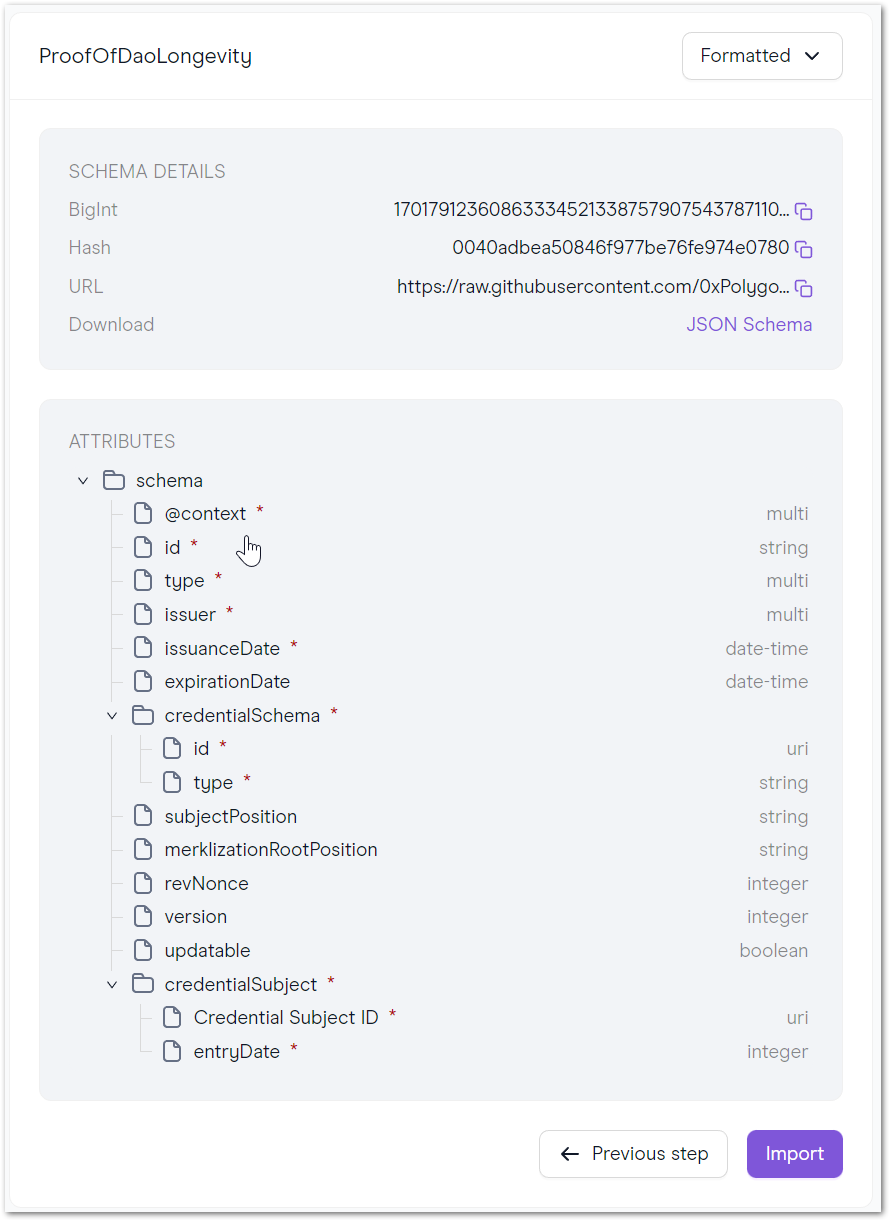 ProofOfDaoLongevity Formatted
SCHEMA DETAILS
BigInt 17017912360863334521338757907543787110...
Hash 0040adbea50846f977be76fe974e0780
URL https://raw.githubusercontent.com/0xPolygo...
Download JSON Schema
ATTRIBUTES
schema
@context * multi
id * string
type * multi
issuer * multi
issuanceDate * date-time
expirationDate date-time
credentialSchema *
id * uri
type * string
subjectPosition string
merklizationRootPosition string
revNonce integer
version integer
updatable boolean
credentialSubject *
Credential Subject ID * uri
entryDate * integer
Previous step Import